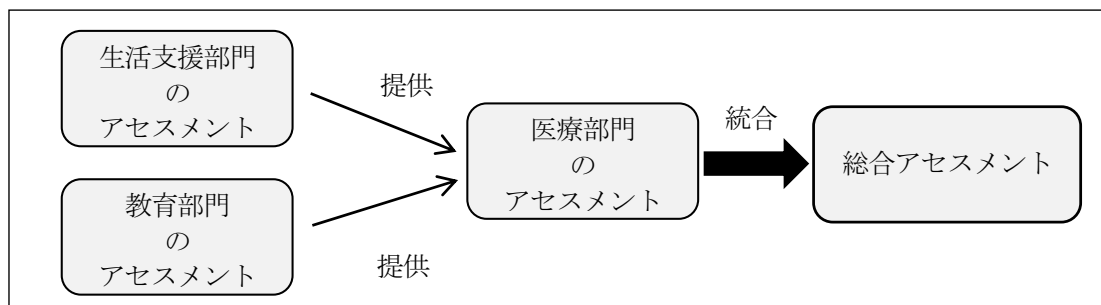 生活支援部門
の
アセスメント
提供
医療部門
の
アセスメント
統合
総合アセスメント
教育部門
の
アセスメント
提供